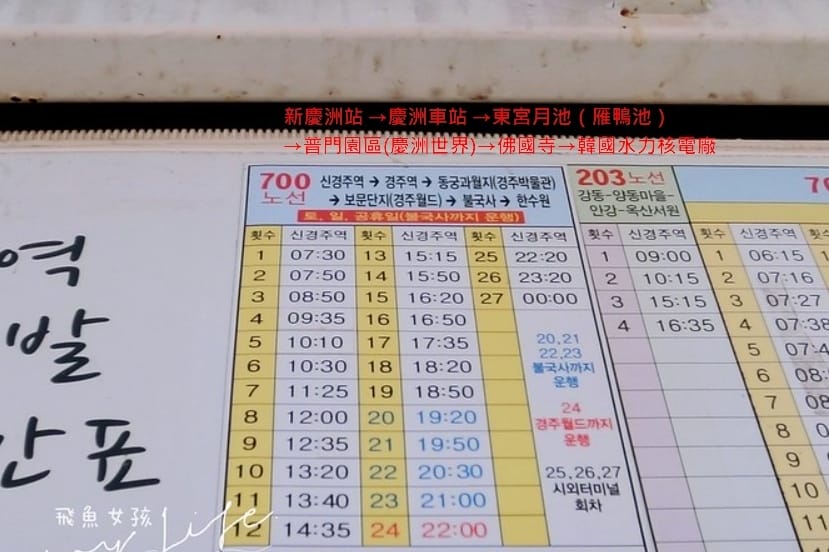 新慶洲站 →慶洲車站 →東宮月池 ( 雁鴨池 )
→普門園區(慶洲世界)→佛國寺→韓國水力核電廠
700 노선
신경주역 → 경주역 → 동궁과월지(경주박물관)
→ 보문단지(경주월드) → 불국사 → 한수원
토, 일, 공휴일(불국사까지 운행)
횟수 신경주역 횟수 신경주역 횟수 신경주역
1 07:30 13 15:15 25 22:20
2 07:50 14 15:50 26 23:20
3 08:50 15 16:20 27 00:00
4 09:35 16 16:50
5 10:10 17 17:35
6 10:30 18 18:20
7 11:25 19 18:50
8 12:00 20 19:20
9 12:35 21 19:50
10 13:20 22 20:30
11 13:40 23 21:00
12 14:35 24 22:00
20,21
22,23
불국사까지
운행
24
경주월드까지
운행
25,26,27
시외터미널
회차
203 노선
강동-양동마을-
안강-옥산서원
횟수 신경주역
1 09:00
2 10:15
3 15:15
4 16:35
70
횟수 신경주역
1 06:15
2 07:16
3 07:27
4 07:38
5 07:4
6 08:
7 08
8 0
9
10
11
역
발
간표
飛魚女孩
my Life